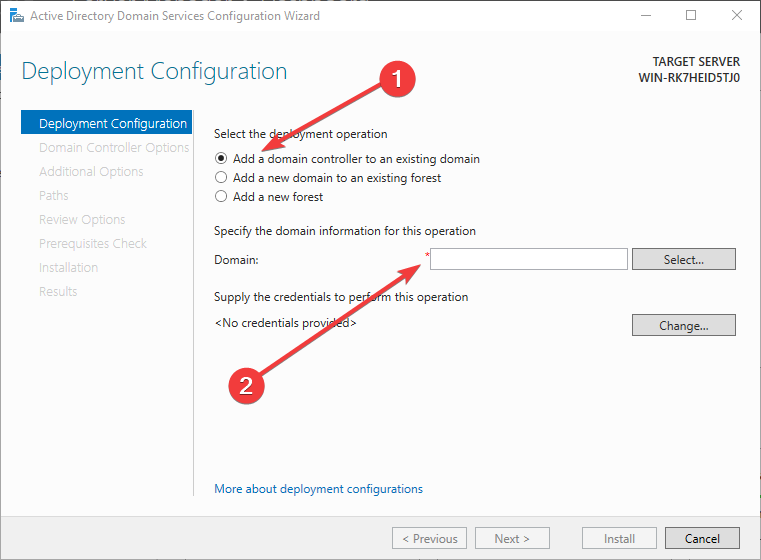 Active Directory Domain Services Configuration Wizard
Deployment Configuration
TARGET SERVER
WIN-RK7HEID5TJ0
1
Deployment Configuration
Domain Controller Options
Additional Options
Paths
Review Options
Prerequisites Check
Installation
Results
Select the deployment operation
Add a domain controller to an existing domain
Add a new domain to an existing forest
Add a new forest
Specify the domain information for this operation
Domain: * Select...
Supply the credentials to perform this operation
<No credentials provided> Change...
2
More about deployment configurations
< Previous Next > Install Cancel